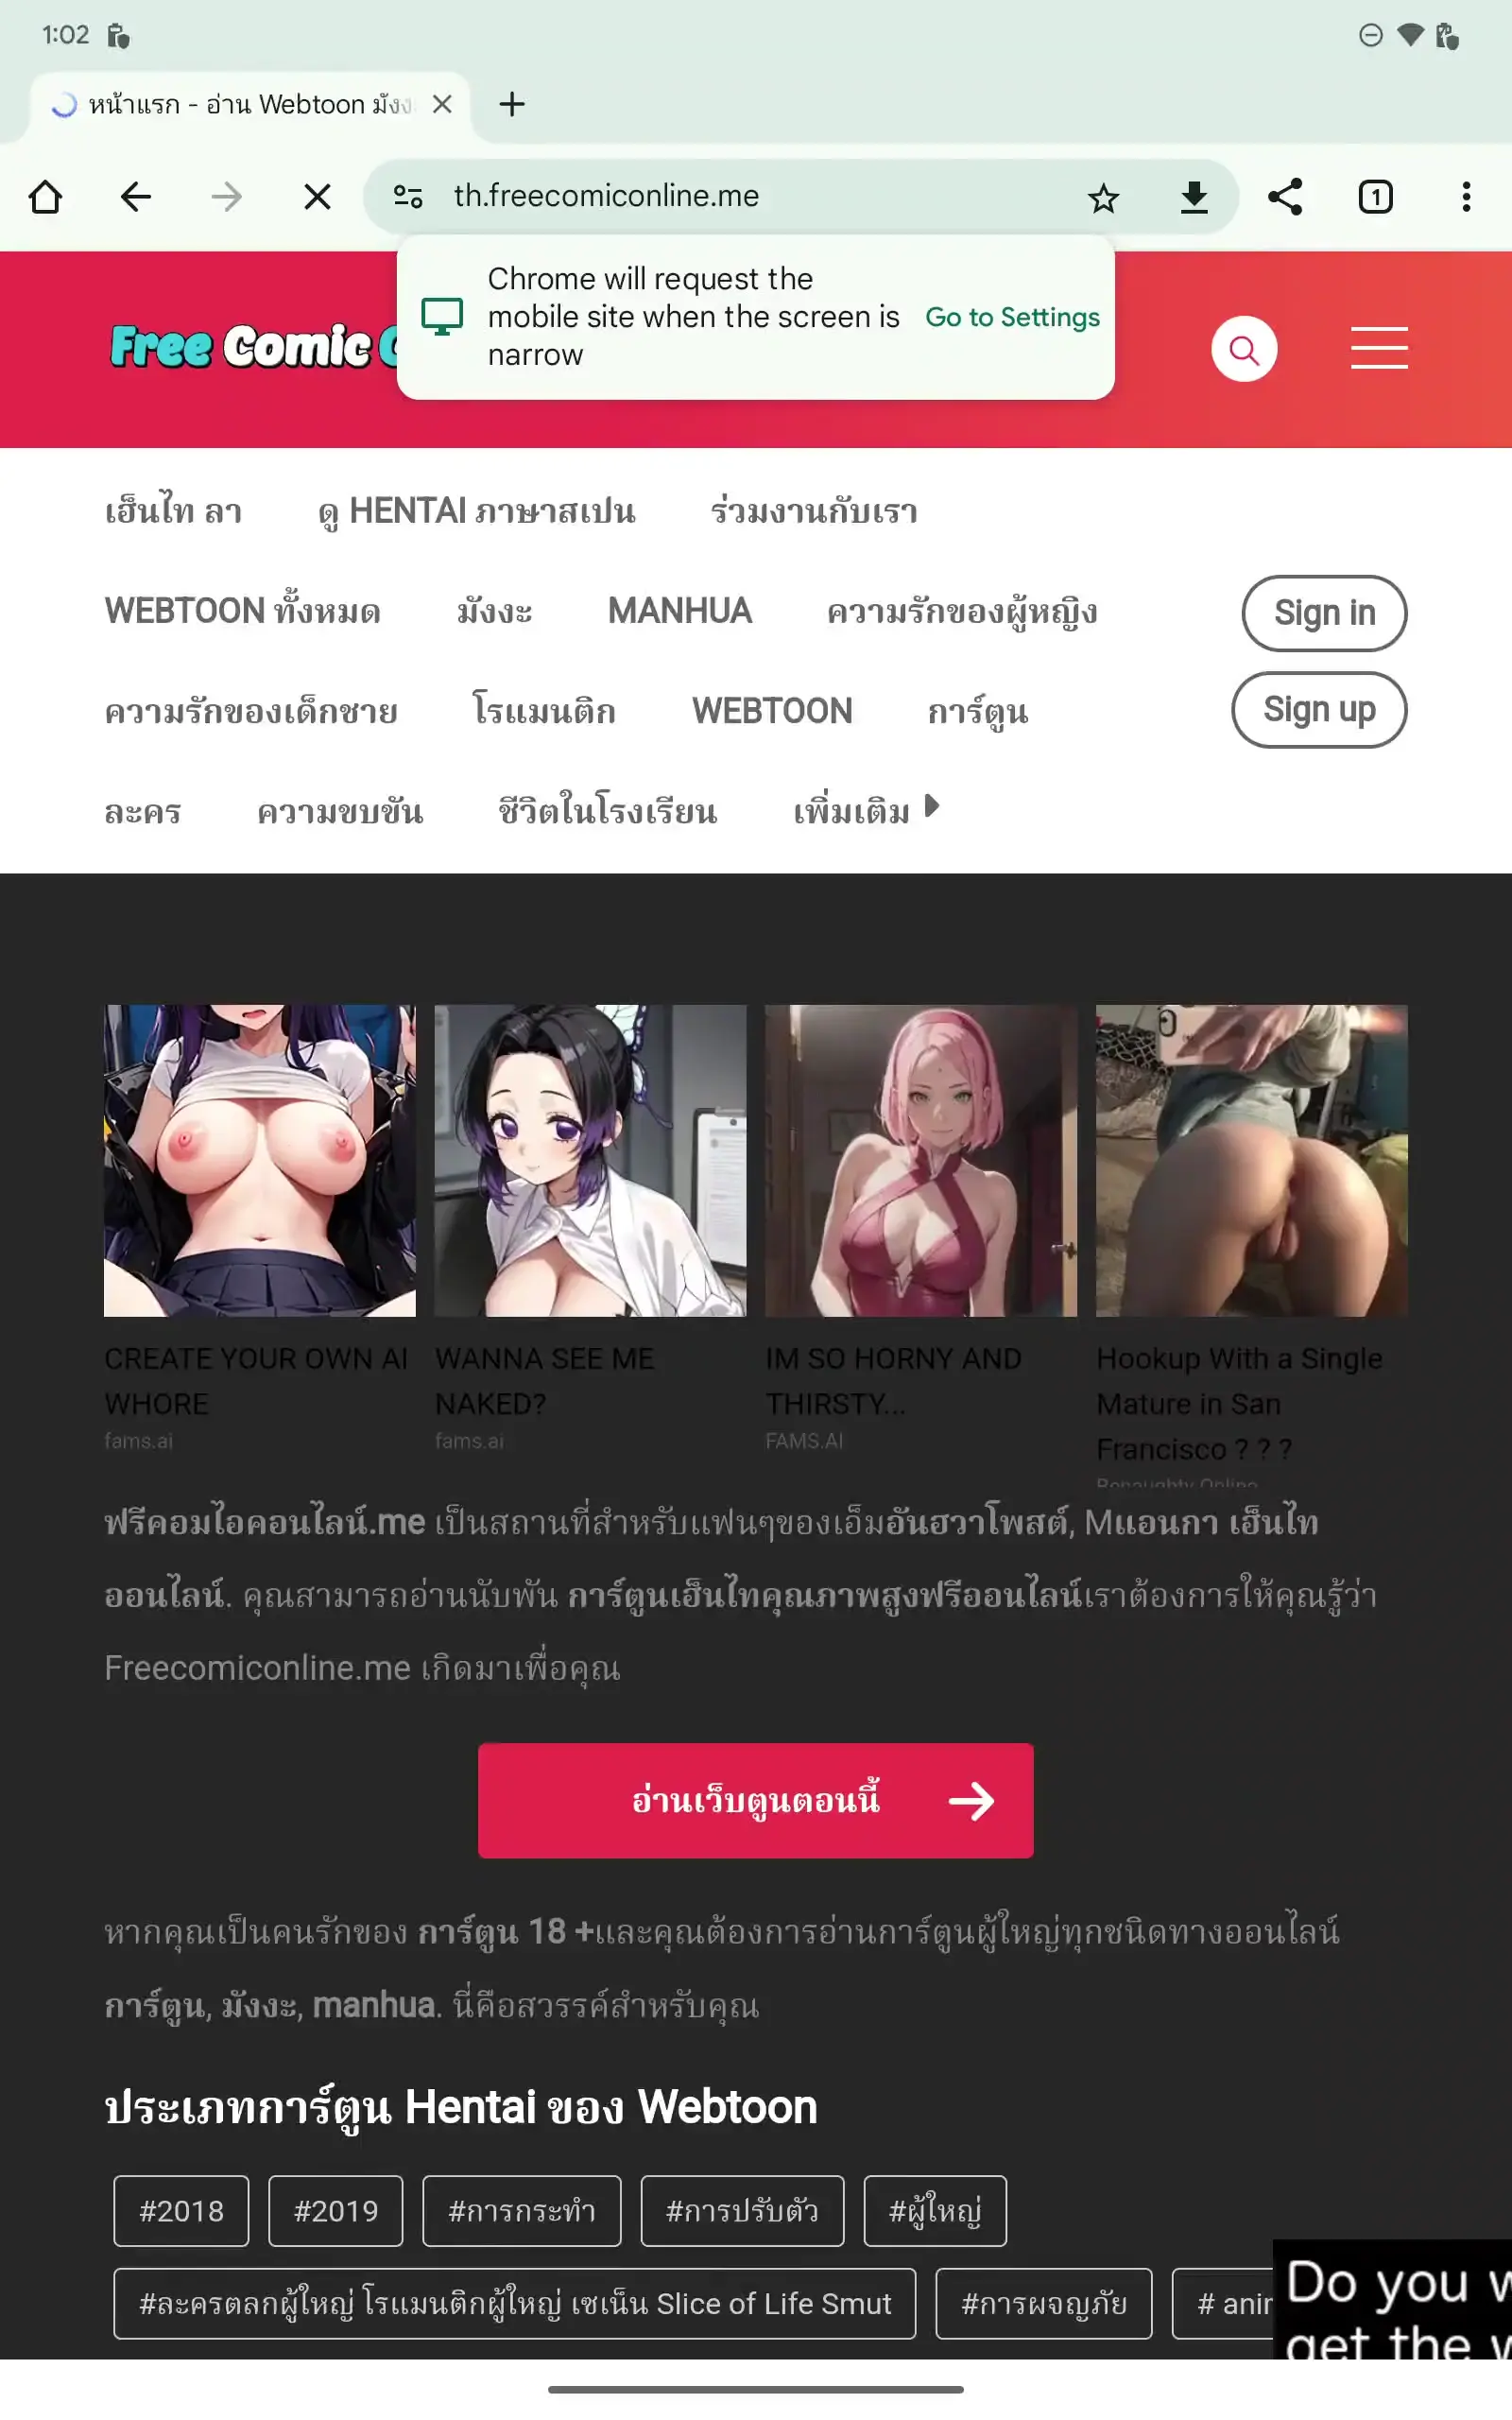 1:02
หน้าแรก - อ่าน Webtoon มังง
th.freecomiconline.me
1
Chrome will request the
mobile site when the screen is
narrow
Go to Settings
Free Comic
เฮ็นไท ลา ดู HENTAI ภาษาสเปน ร่วมงานกับเรา
WEBTOON ทั้งหมด มังงะ MANHUA ความรักของผู้หญิง
Sign in
ความรักของเด็กชาย โรแมนติก WEBTOON การ์ตูน
Sign up
ละคร ความขบขัน ชีวิตในโรงเรียน เพิ่มเติม
CREATE YOUR OWN AI
WHORE
fams.ai
WANNA SEE ME
NAKED?
fams.ai
IM SO HORNY AND
THIRSTY...
FAMS.AI
Hookup With a Single
Mature in San
Francisco ? ? ?
ฟรีคอมไอคอนไลน์.me เป็นสถานที่สำหรับแฟนๆของเอ็มอันฮวาโพสต์, Mแอนกา เฮ็นไท
ออนไลน์. คุณสามารถอ่านนับพัน การ์ตูนเฮ็นไทคุณภาพสูงฟรีออนไลน์เราต้องการให้คุณรู้ว่า
Freecomiconline.me เกิดมาเพื่อคุณ
อ่านเว็บตูนตอนนี้
หากคุณเป็นคนรักของ การ์ตูน 18 +และคุณต้องการอ่านการ์ตูนผู้ใหญ่ทุกชนิดทางออนไลน์
การ์ตูน, มังงะ, manhua. นี่คือสวรรค์สำหรับคุณ
ประเภทการ์ตูน Hentai ของ Webtoon
#2018 #2019 #การกระทำ #การปรับตัว #ผู้ใหญ่
#ละครตลกผู้ใหญ่ โรแมนติกผู้ใหญ่ เซเน็น Slice of Life Smut #การผจญภัย # anir
Do you w
get the w